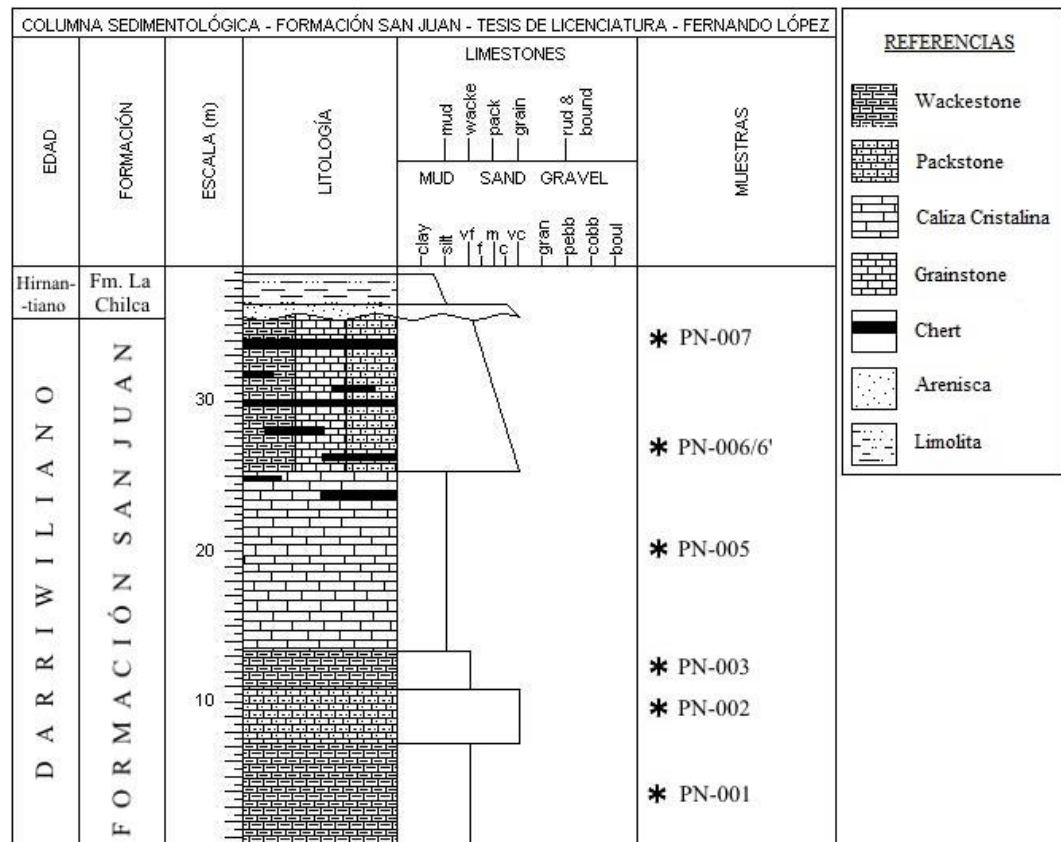 COLUMNA SEDIMENTOLÓGICA - FORMACIÓN SAN JUAN - TESIS DE LICENCIATURA - FERNANDO LÓPEZ
EDAD
FORMACIÓN
ESCALA (m)
LITOLOGÍA
LIMESTONES
mud
wacke
pack
grain
rud &
bound
MUD SAND GRAVEL
clay
silt
vf
f
m
c
vc
gran
pebb
cobb
boul
MUESTRAS
Hirnan-
-tiano
Fm. La
Chilca
DARRIWILIANO
FORMACIÓN SAN JUAN
30
20
10
* PN-007
* PN-006/6'
* PN-005
* PN-003
* PN-002
* PN-001
REFERENCIAS
Wackestone
Packstone
Caliza Cristalina
Grainstone
Chert
Arenisca
Limolita